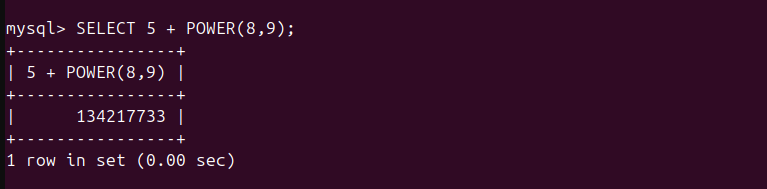 mysql> SELECT 5 + POWER(8,9);
+----------------+
| 5 + POWER(8,9) |
+----------------+
|      134217733 |
+----------------+
1 row in set (0.00 sec)